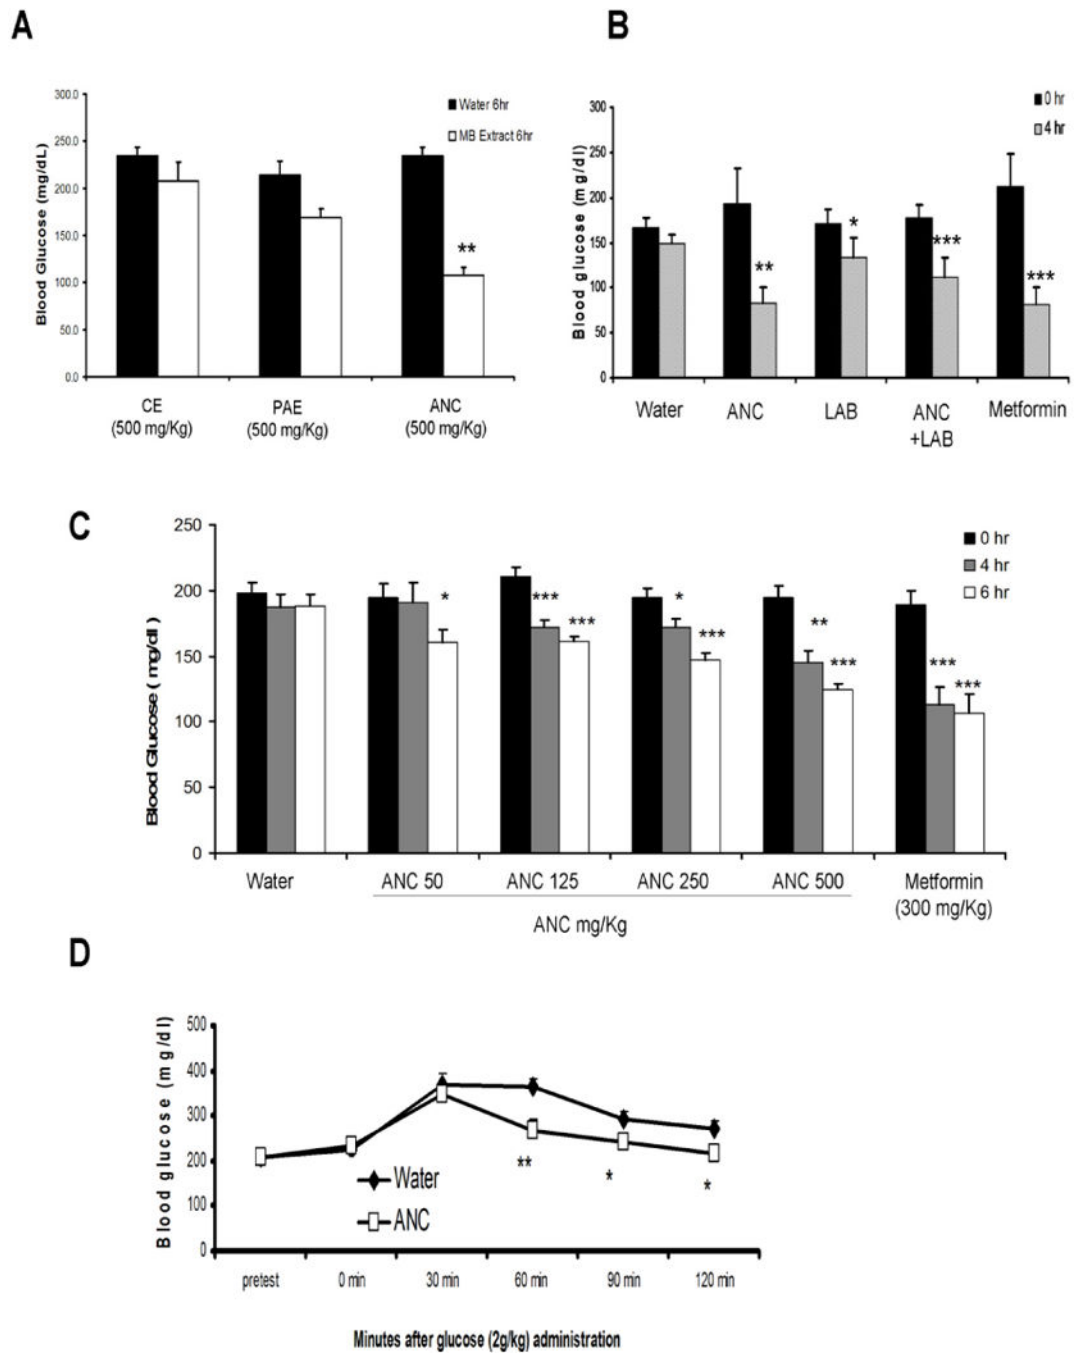 A
B
300.0
250.0
200.0
150.0
100.0
50.0
0.0
Blood Glucose (mg/dL)
Water 6hr
MB Extract 6hr
**
CE
(500 mg/Kg)
PAE
(500 mg/Kg)
ANC
(500 mg/Kg)
300
250
200
150
100
50
0
Blood glucose (mg/dl)
0 hr
4 hr
**
*
***
***
Water
ANC
LAB
ANC
+LAB
Metformin
C
250
200
150
100
50
0
Blood Glucose ( mg/dl )
0 hr
4 hr
6 hr
*
***
***
*
***
**
***
***
***
Water
ANC 50
ANC 125
ANC 250
ANC 500
Metformin
(300 mg/Kg)
ANC mg/Kg
D
500
400
300
200
100
0
Blood glucose (mg/dl)
Water
ANC
**
*
*
pretest
0 min
30 min
60 min
90 min
120 min
Minutes after glucose (2g/kg) administration